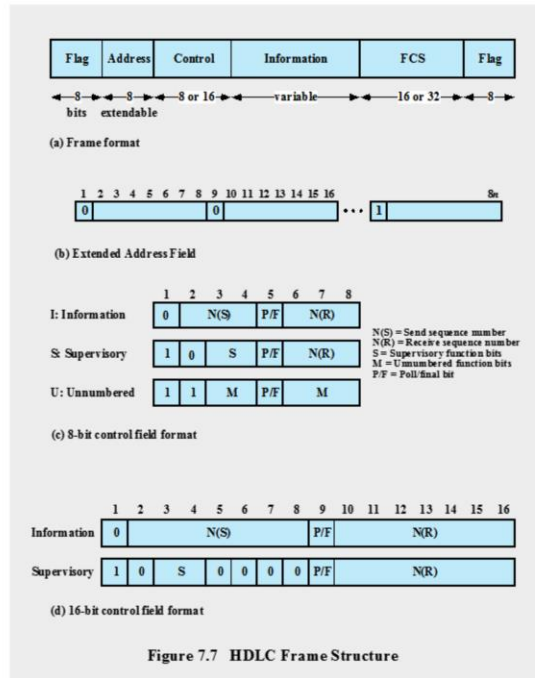 Flag Address Control Information FCS Flag
8 8 8 or 16 variable 16 or 32 8
bits extendable
(a) Frame format
1 2 3 4 5 6 7 8 9 10 11 12 13 14 15 16 8n
0 0 ••• 1
(b) Extended Address Field
1 2 3 4 5 6 7 8
I: Information 0 N(S) P/F N(R)
S: Supervisory 1 0 S P/F N(R)
U: Unnumbered 1 1 M P/F M
N(S) = Send sequence number
N(R) = Receive sequence number
S = Supervisory function bits
M = Unnumbered function bits
P/F = Poll/final bit
(c) 8-bit control field format
1 2 3 4 5 6 7 8 9 10 11 12 13 14 15 16
Information 0 N(S) P/F N(R)
Supervisory 1 0 S 0 0 0 0 P/F N(R)
(d) 16-bit control field format
Figure 7.7 HDLC Frame Structure